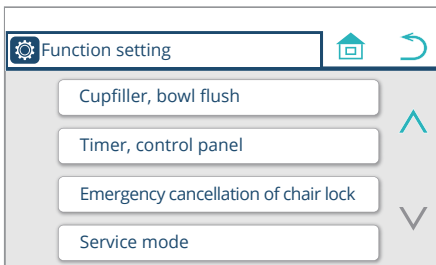 Function setting
Cupfiller, bowl flush
Timer, control panel
Emergency cancellation of chair lock
Service mode